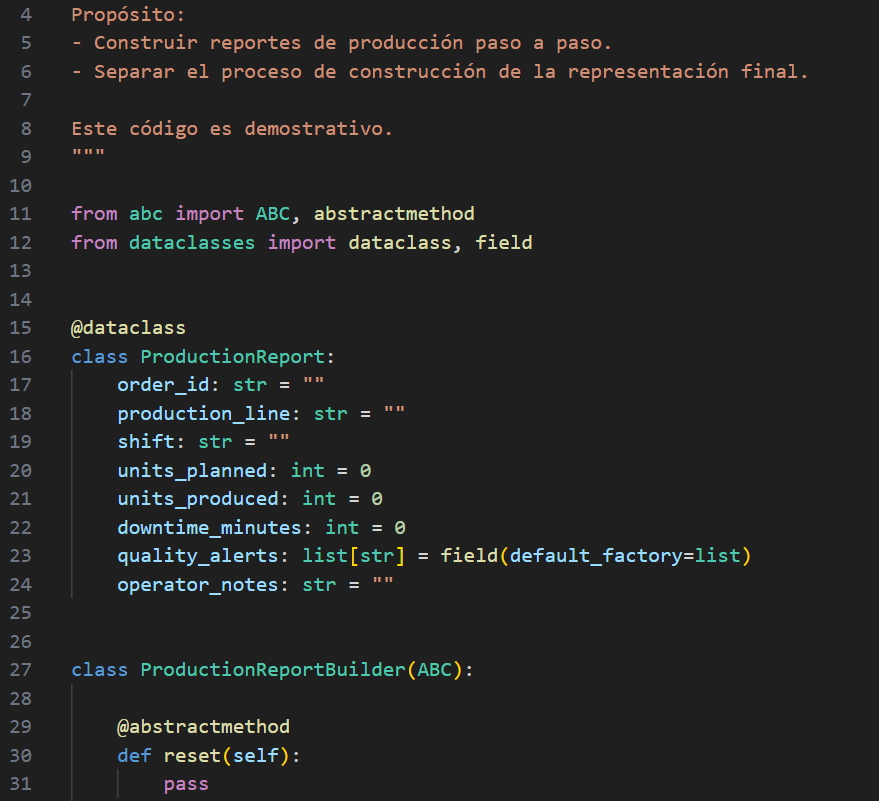 4 Propósito:
5 - Construir reportes de producción paso a paso.
6 - Separar el proceso de construcción de la representación final.
7
8 Este código es demostrativo.
9 """
10
11 from abc import ABC, abstractmethod
12 from dataclasses import dataclass, field
13
14
15 @dataclass
16 class ProductionReport:
17     order_id: str = ""
18     production_line: str = ""
19     shift: str = ""
20     units_planned: int = 0
21     units_produced: int = 0
22     downtime_minutes: int = 0
23     quality_alerts: list[str] = field(default_factory=list)
24     operator_notes: str = ""
25
26
27 class ProductionReportBuilder(ABC):
28
29     @abstractmethod
30     def reset(self):
31         pass